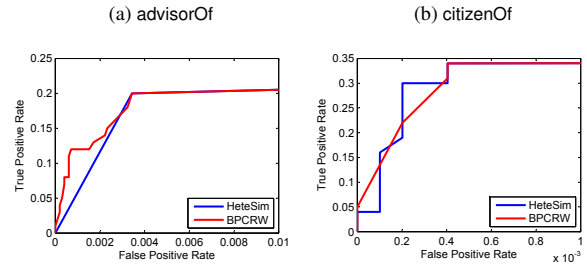 (a) advisorOf
0.25
0.2
0.15
0.1
0.05
0
0
0.002
0.004
0.006
0.008
0.01
True Positive Rate
False Positive Rate
HeteSim
BPCRW
(b) citizenOf
0.35
0.3
0.25
0.2
0.15
0.1
0.05
0
0
0.2
0.4
0.6
0.8
1
x 10⁻³
True Positive Rate
False Positive Rate
HeteSim
BPCRW